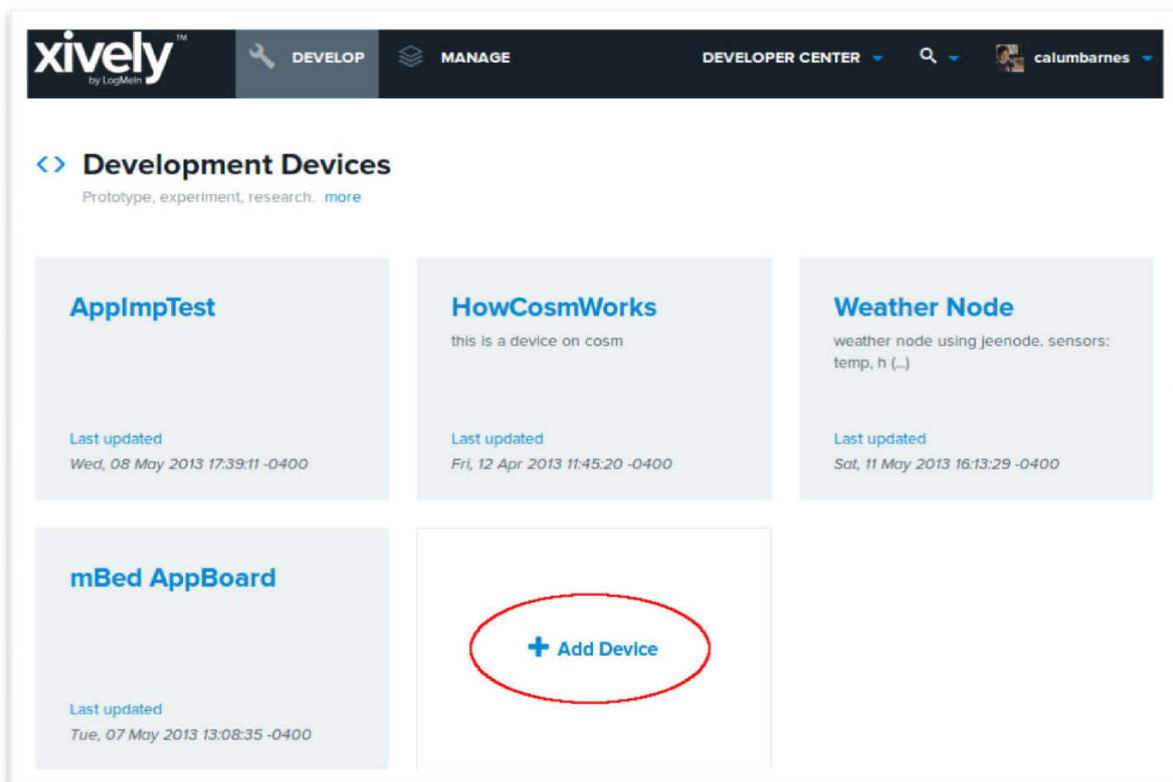 xively™
by LogMeIn
DEVELOP
MANAGE
DEVELOPER CENTER
calumbarnes
<> Development Devices
Prototype, experiment, research. more
AppImpTest
Last updated
Wed, 08 May 2013 17:39:11 -0400
HowCosmWorks
this is a device on cosm
Last updated
Fri, 12 Apr 2013 11:45:20 -0400
Weather Node
weather node using jeenode. sensors:
temp, h (...)
Last updated
Sat, 11 May 2013 16:13:29 -0400
mBed AppBoard
Last updated
Tue, 07 May 2013 13:08:35 -0400
+ Add Device